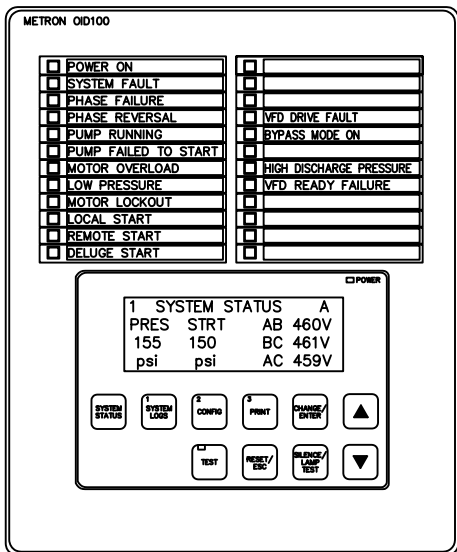 METRON OID100
POWER ON
SYSTEM FAULT
PHASE FAILURE
PHASE REVERSAL
PUMP RUNNING
PUMP FAILED TO START
MOTOR OVERLOAD
LOW PRESSURE
MOTOR LOCKOUT
LOCAL START
REMOTE START
DELUGE START
VFD DRIVE FAULT
BYPASS MODE ON
HIGH DISCHARGE PRESSURE
VFD READY FAILURE
POWER
1 SYSTEM STATUS A
PRES STRT AB 460V
155 150 BC 461V
psi psi AC 459V
SYSTEM
STATUS
1
SYSTEM
LOGS
2
CONFIG
3
PRINT
CHANGE/
ENTER
TEST
RESET/
ESC
SILENCE/
LAMP
TEST